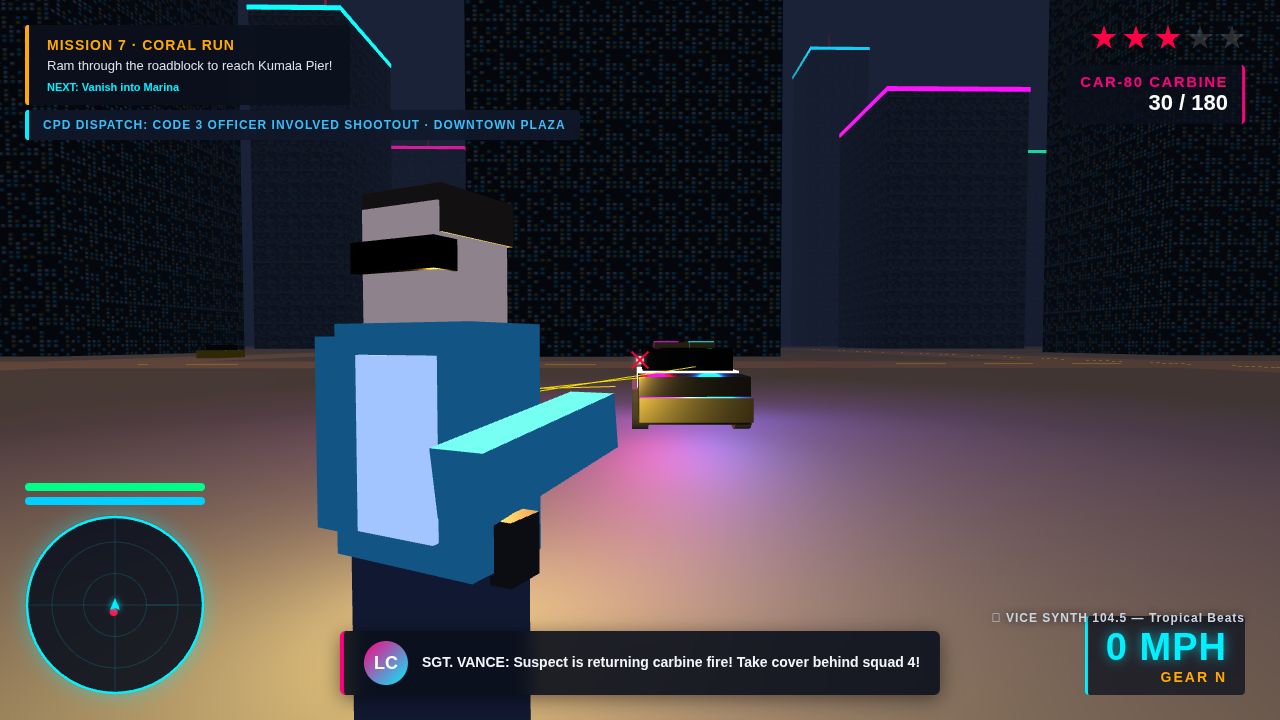 MISSION 7 · CORAL RUN
Ram through the roadblock to reach Kumala Pier!
NEXT: Vanish into Marina
CPD DISPATCH: CODE 3 OFFICER INVOLVED SHOOTOUT · DOWNTOWN PLAZA
★★★★★
CAR-80 CARBINE
30 / 180
LC
SGT. VANCE: Suspect is returning carbine fire! Take cover behind squad 4!
VICE SYNTH 104.5 — Tropical Beats
0 MPH
GEAR N